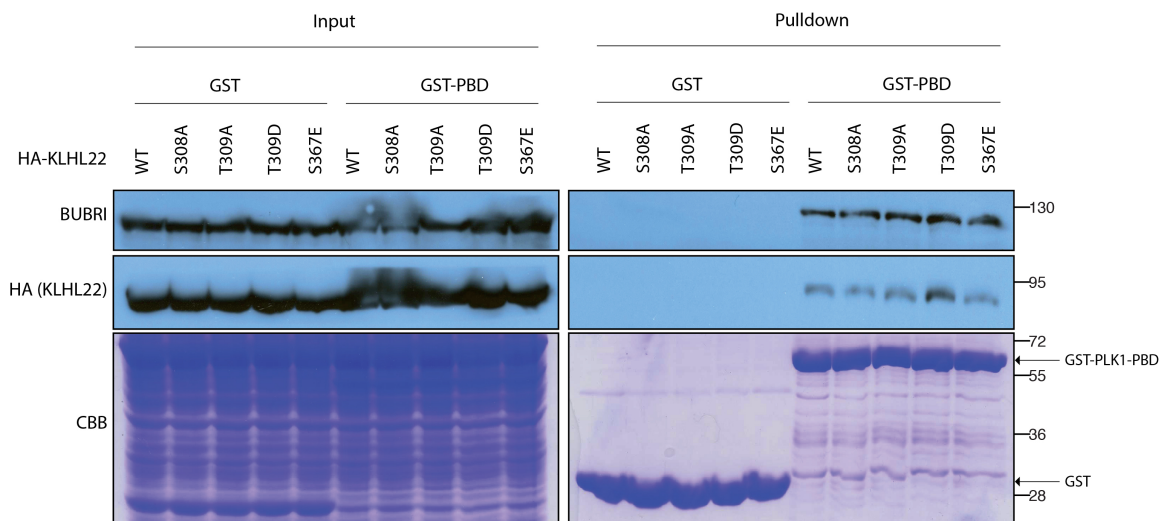 Input Pulldown
GST GST-PBD GST GST-PBD
HA-KLHL22 WT S308A T309A T309D S367E WT S308A T309A T309D S367E WT S308A T309A T309D S367E WT S308A T309A T309D S367E
BUBRI 130
HA (KLHL22) 95
72
GST-PLK1-PBD
55
CBB 36
GST
28